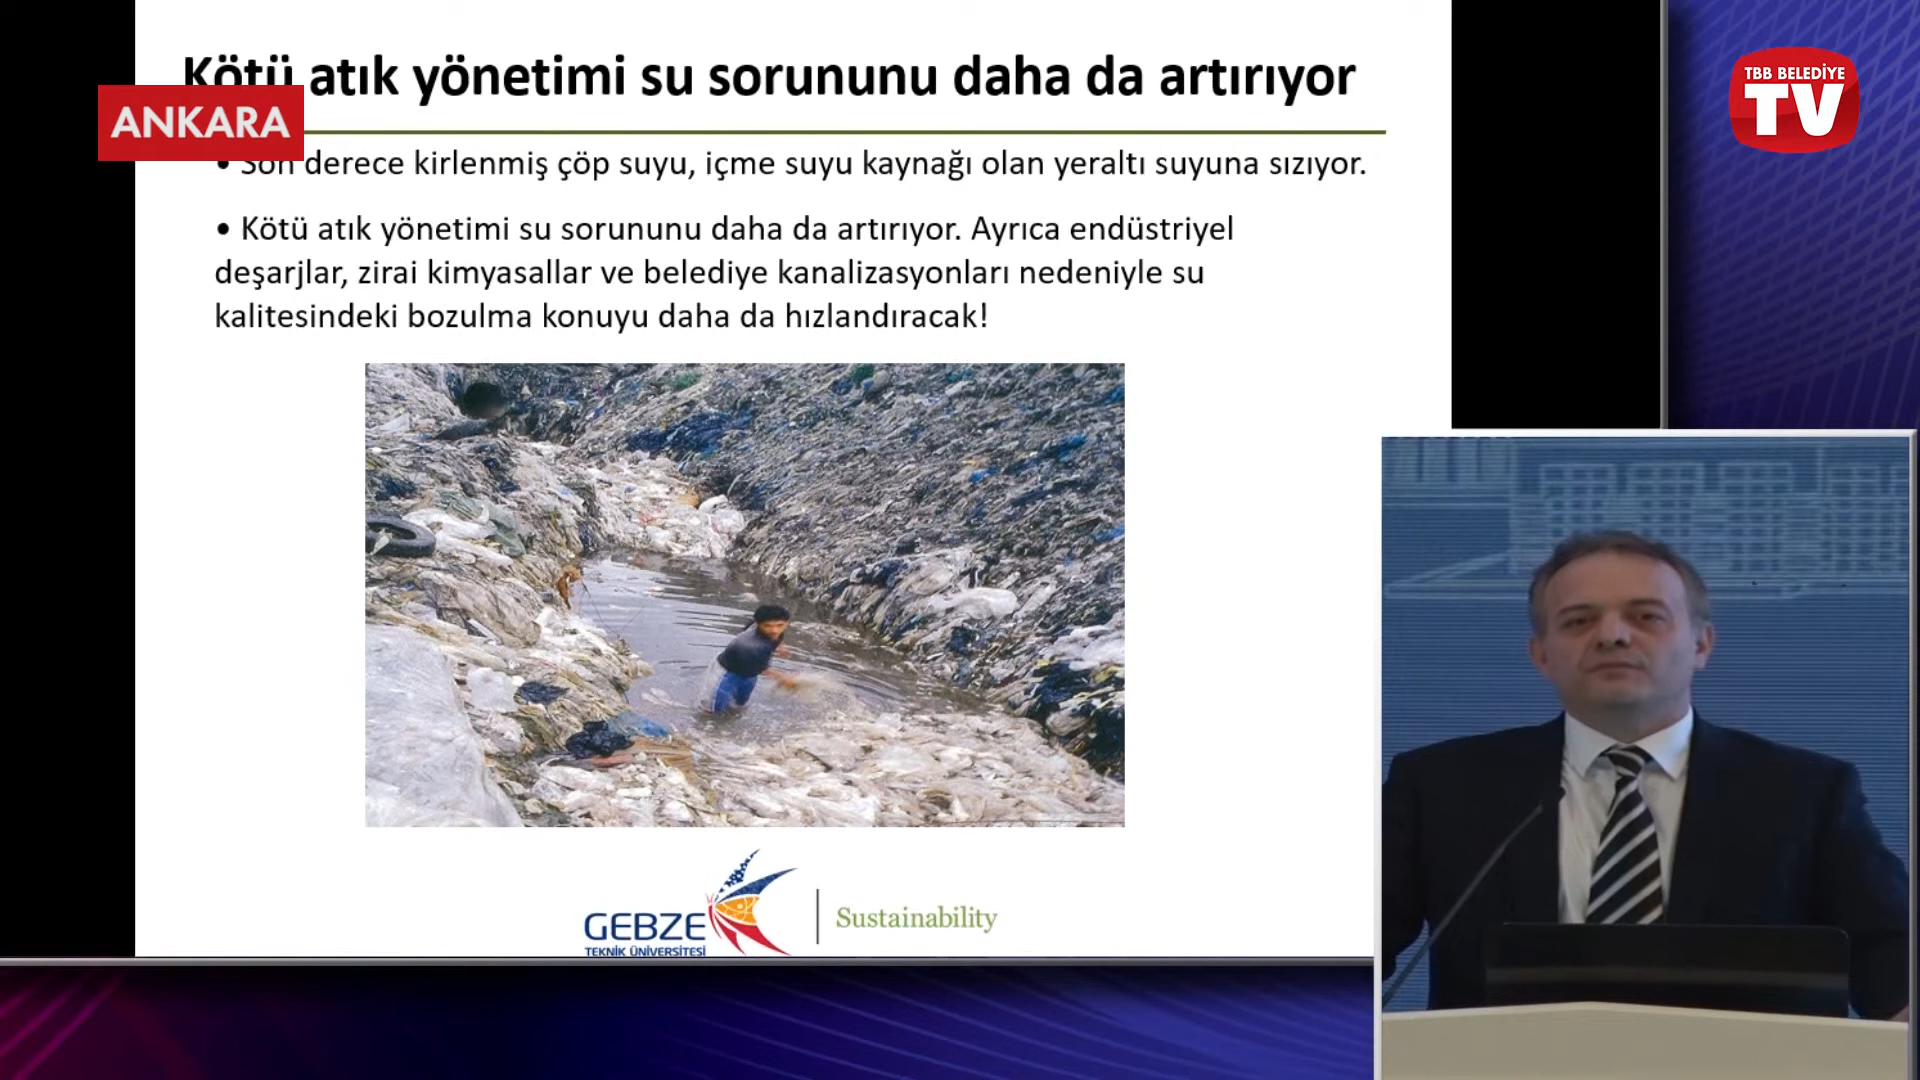 Kötü atık yönetimi su sorununu daha da artırıyor
ANKARA
TBB BELEDİYE
TV
• Son derece kirlenmiş çöp suyu, içme suyu kaynağı olan yeraltı suyuna sızıyor.
• Kötü atık yönetimi su sorununu daha da artırıyor. Ayrıca endüstriyel
deşarjlar, zirai kimyasallar ve belediye kanalizasyonları nedeniyle su
kalitesindeki bozulma konuyu daha da hızlandıracak!
GEBZE
TEKNİK ÜNİVERSİTESİ
Sustainability